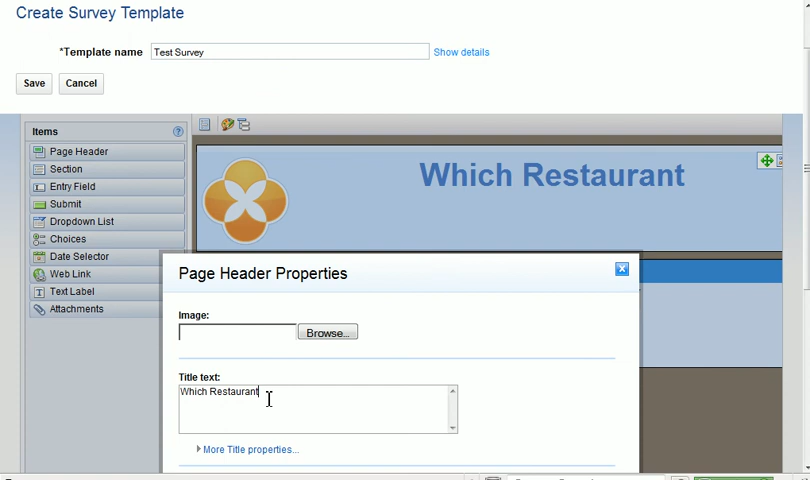 Create Survey Template
*Template name Test Survey Show details
Save Cancel
Items
Page Header
Section
Entry Field
Submit
Dropdown List
Choices
Date Selector
Web Link
Text Label
Attachments
Which Restaurant
Page Header Properties
Image:
Browse...
Title text:
Which Restaurant
More Title properties...